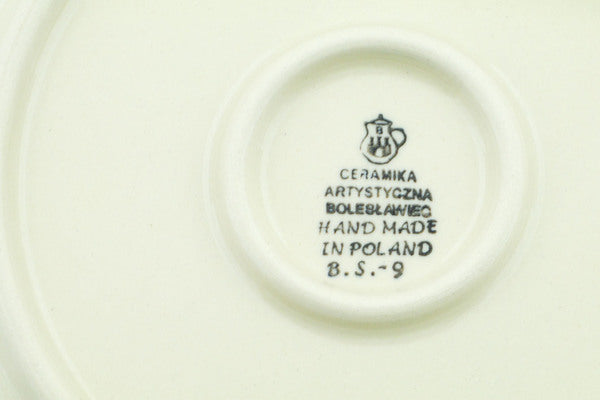 B
CERAMIKA
ARTYSTYCZNA
BOLESŁAWIEC
HAND MADE
IN POLAND
B.S.-9